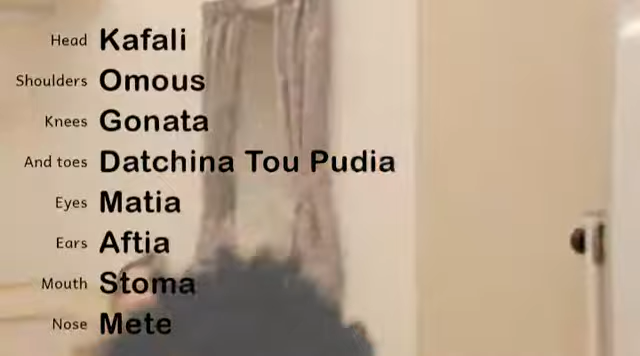 Head Kafali
Shoulders Omous
Knees Gonata
And toes Datchina Tou Pudia
Eyes Matia
Ears Aftia
Mouth Stoma
Nose Mete